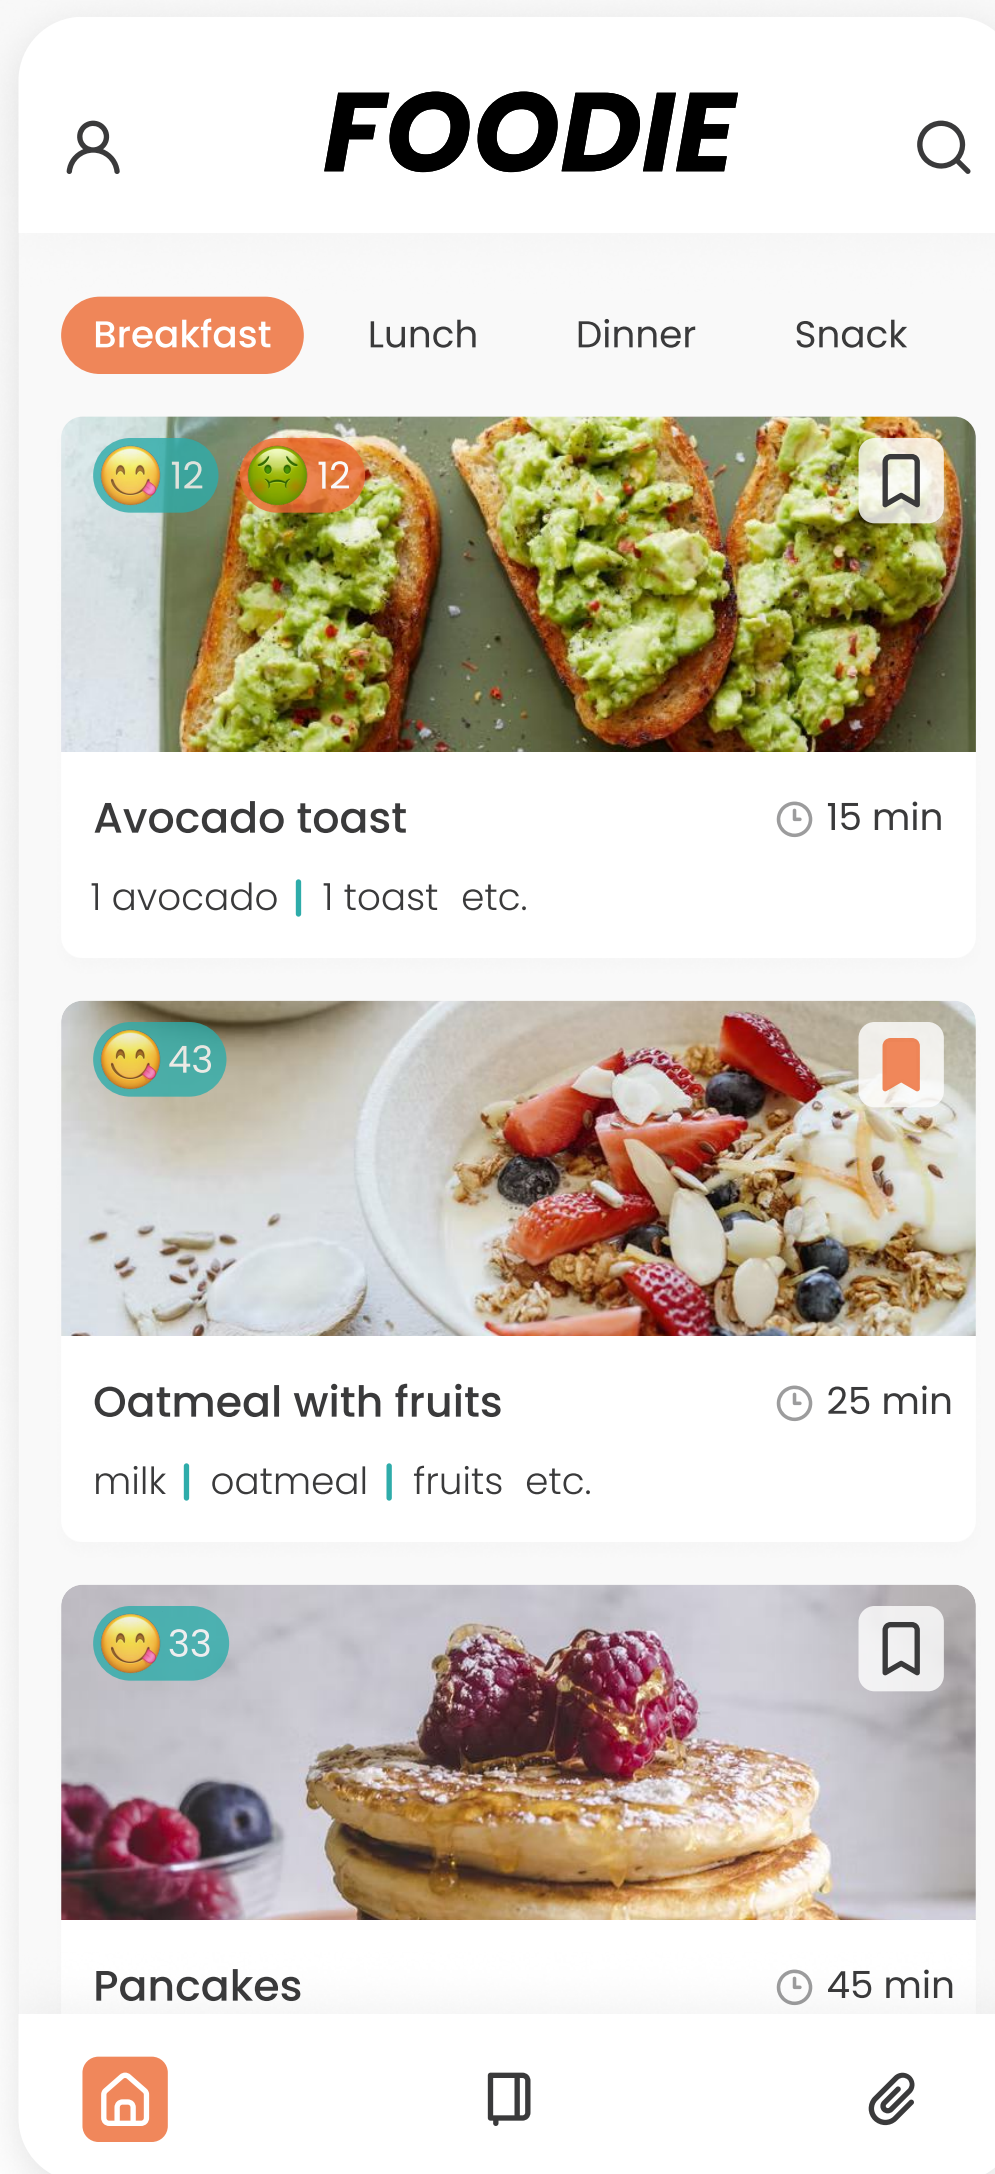 FOODIE
Breakfast Lunch Dinner Snack
12 12
Avocado toast 15 min
1 avocado | 1 toast etc.
43
Oatmeal with fruits 25 min
milk | oatmeal | fruits etc.
33
Pancakes 45 min